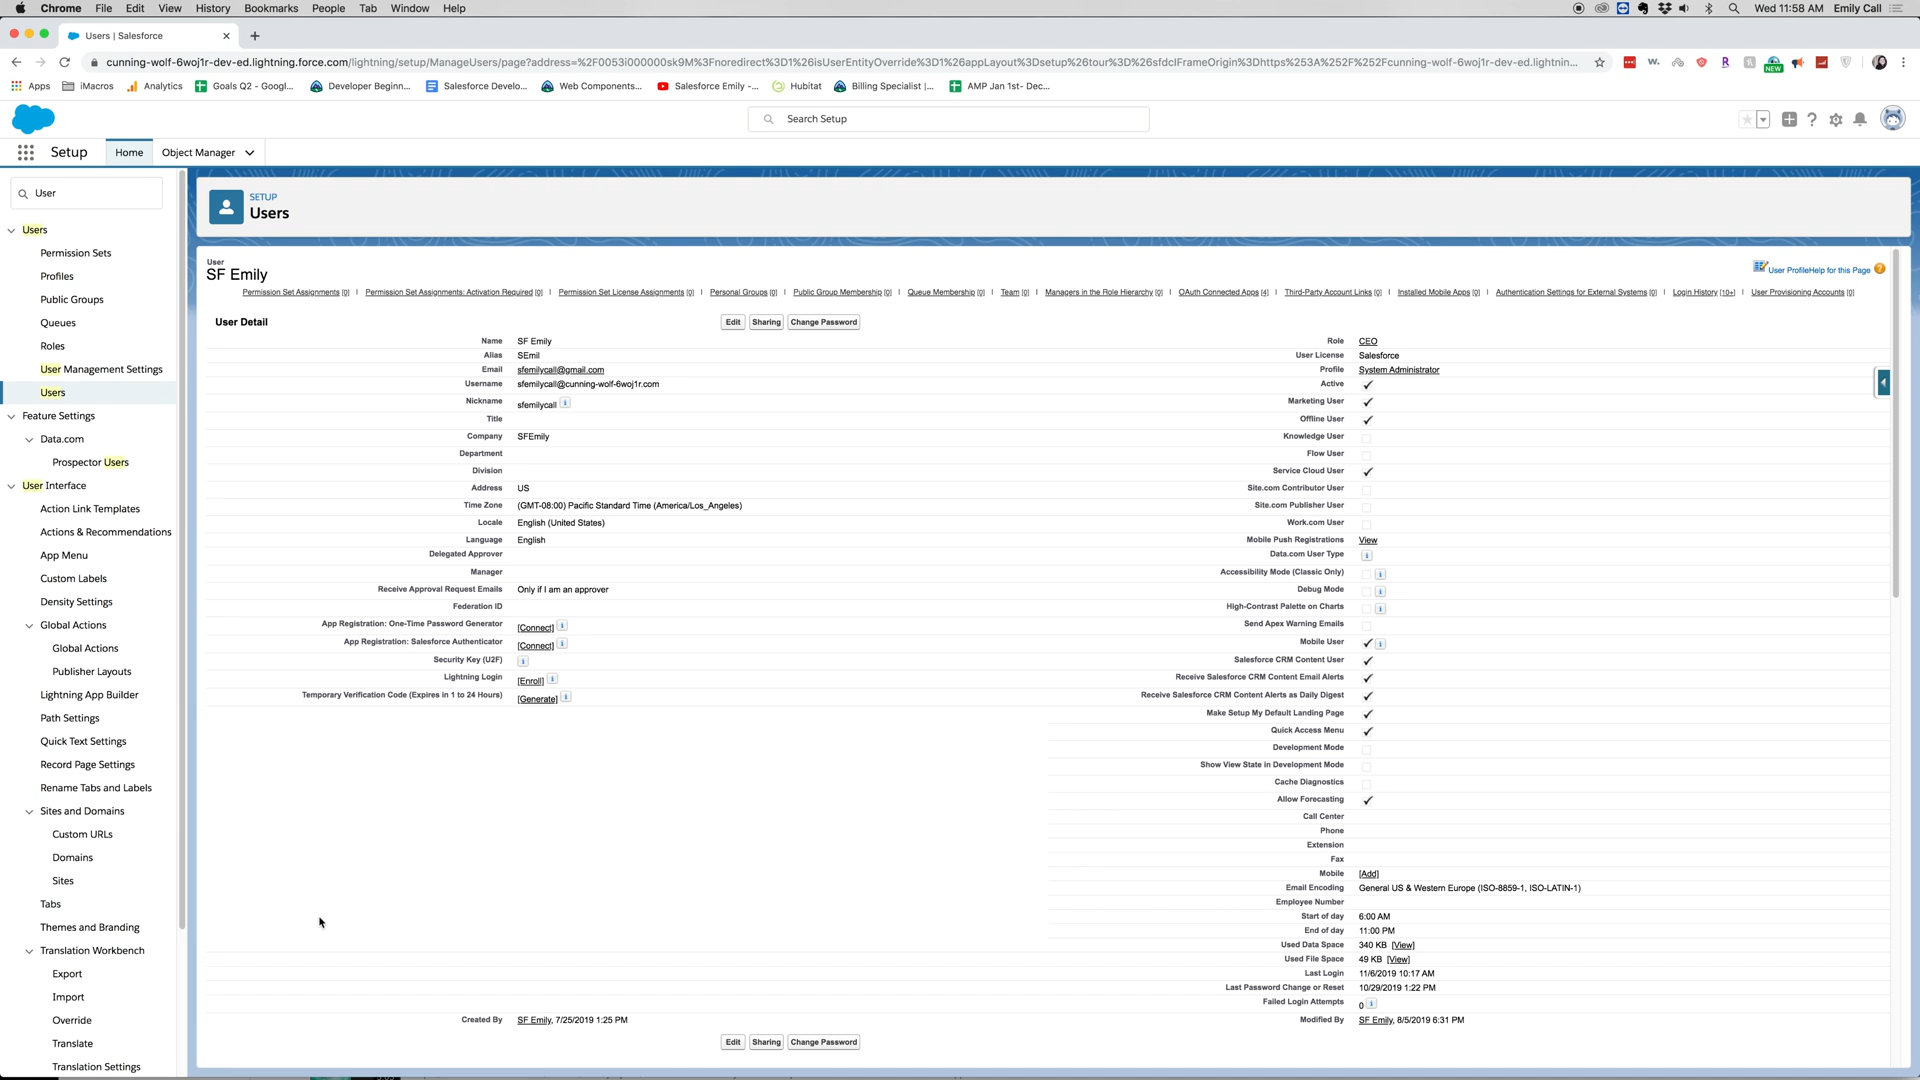 Chrome File Edit View History Bookmarks People Tab Window Help
Wed 11:58 AM Emily Call
Users | Salesforce
cunning-wolf-6woj1r-dev-ed.lightning.force.com/lightning/setup/ManageUsers/page?address=%2F0053i000000sk9M%3Fnoredirect%3D1%26isUserEntityOverride%3D1%26appLayout%3Dsetup%26tour%3D%26sfdcIFrameOrigin%3Dhttps%253A%252F%252Fcunning-wolf-6woj1r-dev-ed.lightnin...
Apps iMacros Analytics Goals Q2 - Googl... Developer Beginn... Salesforce Develo... Web Components... Salesforce Emily -... Hubitat Billing Specialist |... AMP Jan 1st- Dec...
Search Setup
Setup Home Object Manager
User
Users
Permission Sets
Profiles
Public Groups
Queues
Roles
User Management Settings
Users
Feature Settings
Data.com
Prospector Users
User Interface
Action Link Templates
Actions & Recommendations
App Menu
Custom Labels
Density Settings
Global Actions
Global Actions
Publisher Layouts
Lightning App Builder
Path Settings
Quick Text Settings
Record Page Settings
Rename Tabs and Labels
Sites and Domains
Custom URLs
Domains
Sites
Tabs
Themes and Branding
Translation Workbench
Export
Import
Override
Translate
Translation Settings
SETUP
Users
User
SF Emily
User Profile Help for this Page
Permission Set Assignments [0] | Permission Set Assignments: Activation Required [0] | Permission Set License Assignments [0] | Personal Groups [0] | Public Group Membership [0] | Queue Membership [0] | Team [0] | Managers in the Role Hierarchy [0] | OAuth Connected Apps [4] | Third-Party Account Links [0] | Installed Mobile Apps [0] | Authentication Settings for External Systems [0] | Login History [10+] | User Provisioning Accounts [0]
User Detail Edit Sharing Change Password
Name SF Emily
Alias SEmil
Email sfemilycall@gmail.com
Username sfemilycall@cunning-wolf-6woj1r.com
Nickname sfemilycall
Title
Company SFEmily
Department
Division
Address US
Time Zone (GMT-08:00) Pacific Standard Time (America/Los_Angeles)
Locale English (United States)
Language English
Delegated Approver
Manager
Receive Approval Request Emails Only if I am an approver
Federation ID
App Registration: One-Time Password Generator [Connect]
App Registration: Salesforce Authenticator [Connect]
Security Key (U2F)
Lightning Login [Enroll]
Temporary Verification Code (Expires in 1 to 24 Hours) [Generate]
Role CEO
User License Salesforce
Profile System Administrator
Active
Marketing User
Offline User
Knowledge User
Flow User
Service Cloud User
Site.com Contributor User
Site.com Publisher User
Work.com User
Mobile Push Registrations View
Data.com User Type
Accessibility Mode (Classic Only)
Debug Mode
High-Contrast Palette on Charts
Send Apex Warning Emails
Mobile User
Salesforce CRM Content User
Receive Salesforce CRM Content Email Alerts
Receive Salesforce CRM Content Alerts as Daily Digest
Make Setup My Default Landing Page
Quick Access Menu
Development Mode
Show View State in Development Mode
Cache Diagnostics
Allow Forecasting
Call Center
Phone
Extension
Fax
Mobile [Add]
Email Encoding General US & Western Europe (ISO-8859-1, ISO-LATIN-1)
Employee Number
Start of day 6:00 AM
End of day 11:00 PM
Used Data Space 340 KB [View]
Used File Space 49 KB [View]
Last Login 11/6/2019 10:17 AM
Last Password Change or Reset 10/29/2019 1:22 PM
Failed Login Attempts 0
Created By SF Emily, 7/25/2019 1:25 PM
Modified By SF Emily, 8/5/2019 6:31 PM
Edit Sharing Change Password